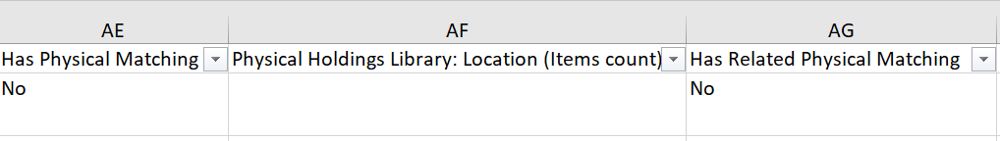 AE AF AG
Has Physical Matching Physical Holdings Library: Location (Items count) Has Related Physical Matching
No No